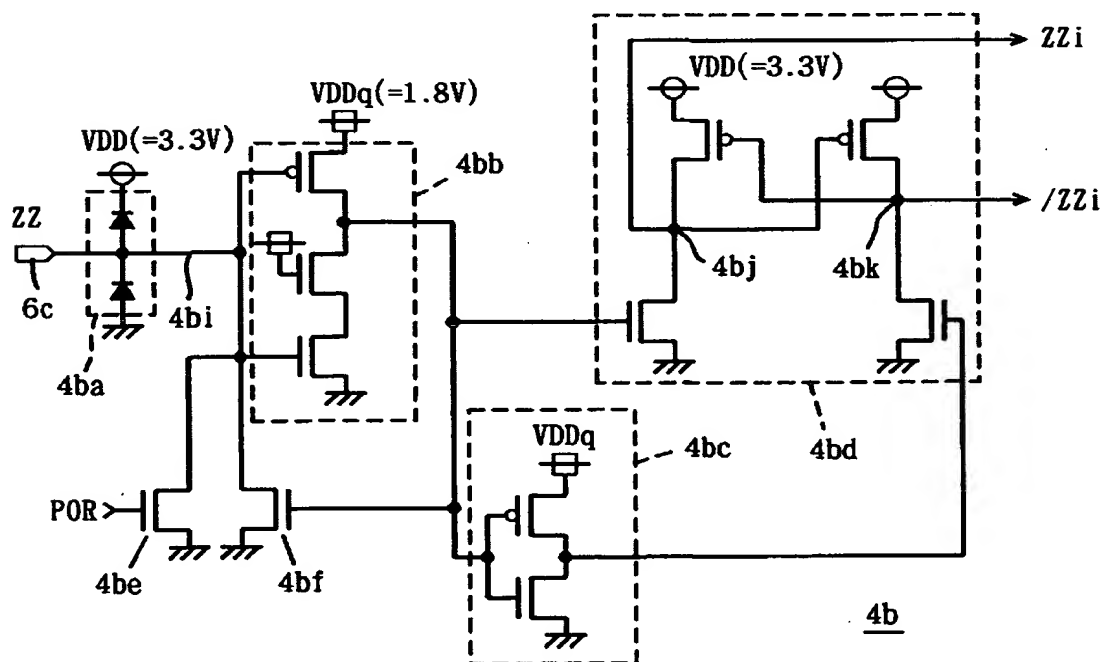 ZZi
VDD(=3.3V)
VDDq(=1.8V)
VDD(=3.3V)
4bb
ZZ
/ZZi
4bj
4bk
6c
4bi
4ba
VDDq
4bc
4bd
POR
4be
4bf
4b